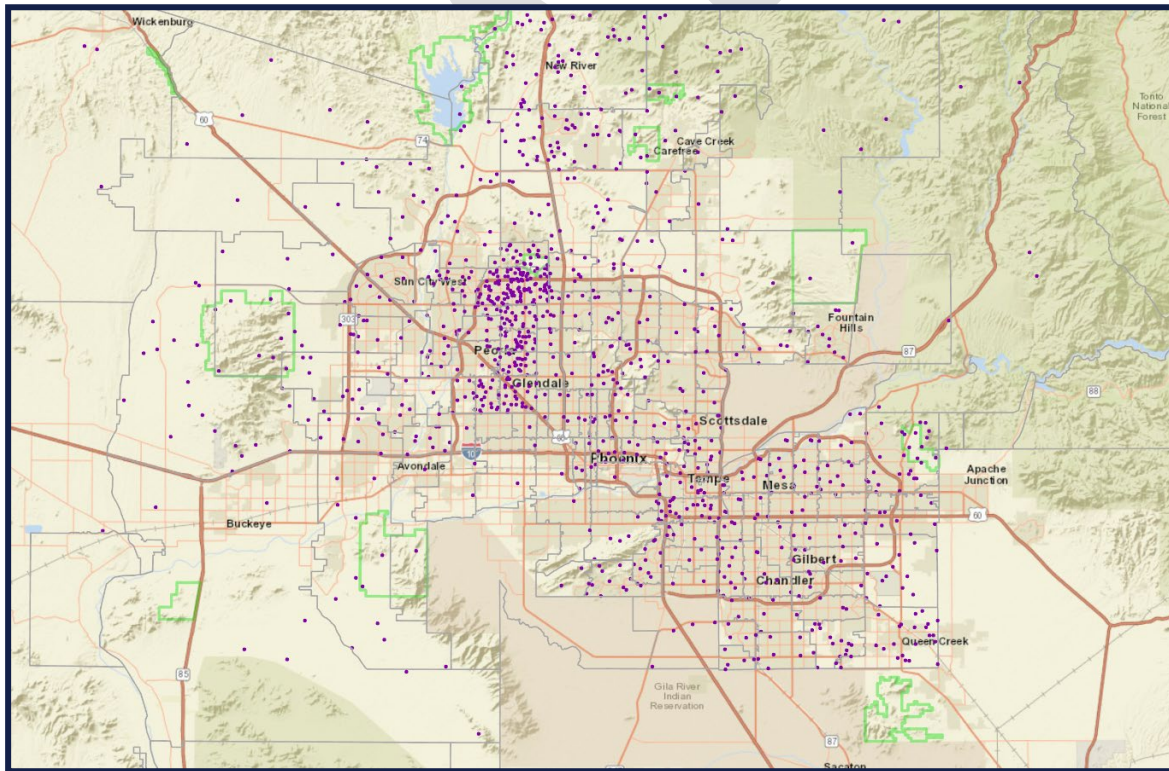 Wickenburg
New River
Tonto
National
Forest
60
74
Cave Creek
Carefree
Sun City West
303
Fountain
Hills
87
Peoria
Glendale
88
Scottsdale
60
10
Phoenix
Avondale
Tempe
Mesa
Apache
Junction
60
Buckeye
Gilbert
Chandler
Queen Creek
85
Gila River
Indian
Reservation
87
Sacaton